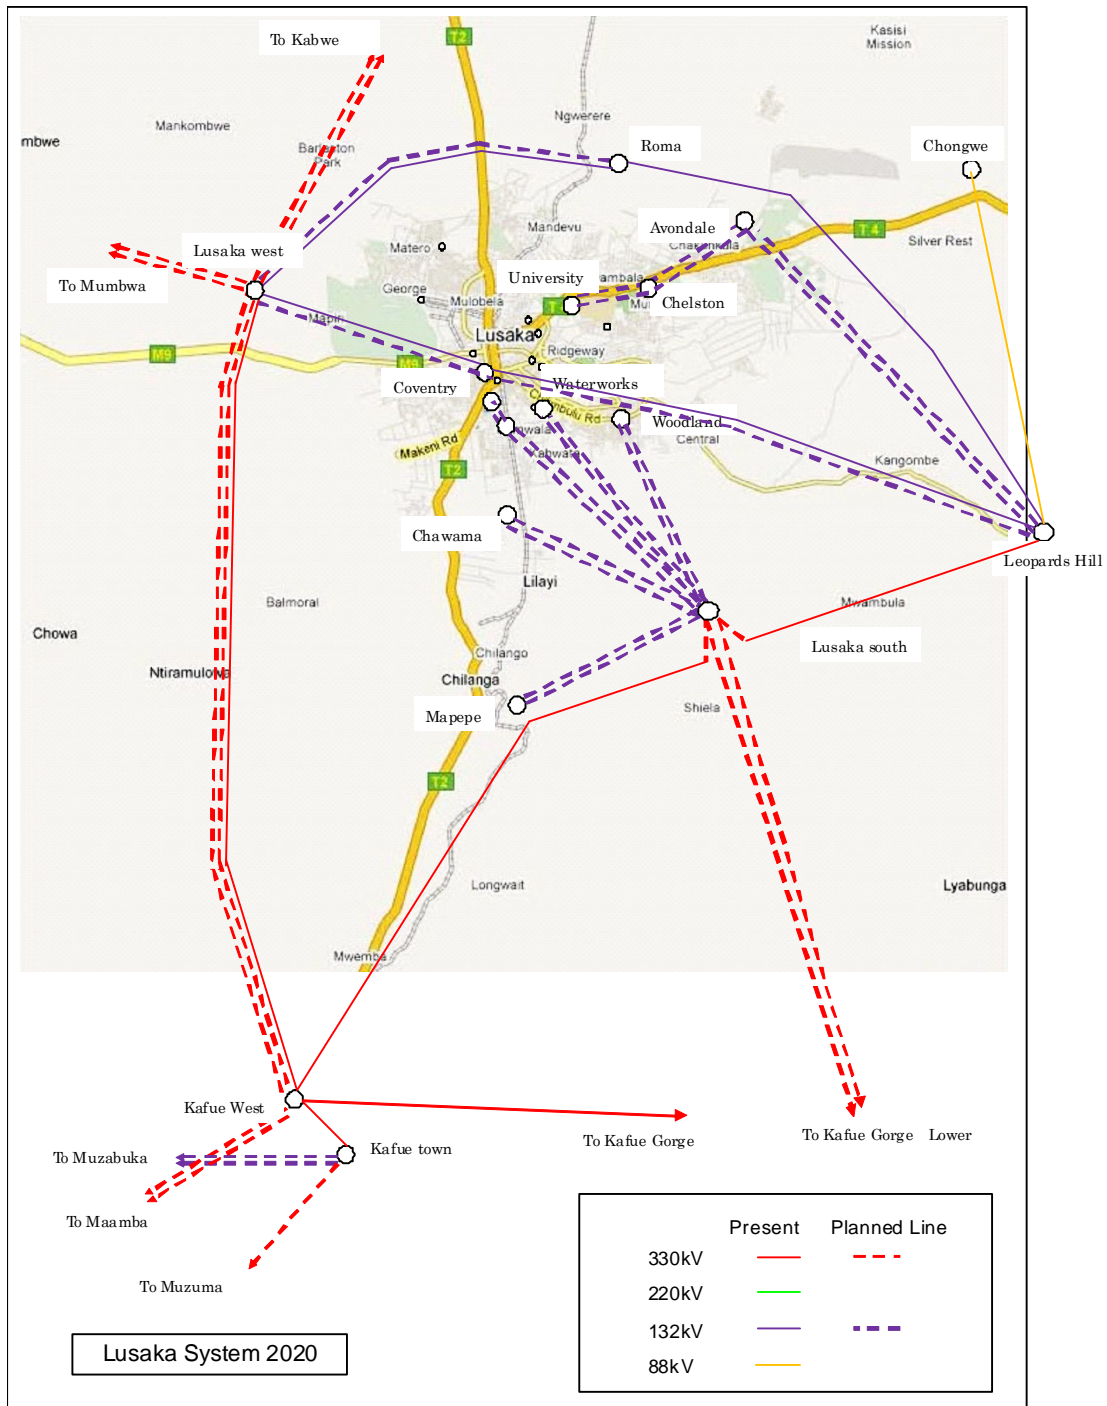 To Kabwe
T2
Kasisi
Mission
Ngwerere
Mankombwe
mbwe
Barlaston
Park
Roma
Chongwe
Mandevu
Avondale
T 4
Silver Rest
Matero
Lusaka west
To Mumbwa
George
University
Chelston
Mulobela
T
Mapiri
Lusaka
Ridgeway
M9
M9
Coventry
Waterworks
Woodland
Central
Makeni Rd
Kabwata
Kangombe
T2
Chawama
Leopards Hill
Lilayi
Balmoral
Mwambula
Chowa
Lusaka south
Chilango
Ntiramulowa
Chilanga
Mapepe
Shiela
T2
Longwait
Lyabunga
Mwemba
Kafue West
To Kafue Gorge
To Kafue Gorge Lower
To Muzabuka
Kafue town
To Maamba
To Muzuma
Present Planned Line
330kV
220kV
132kV
88kV
Lusaka System 2020